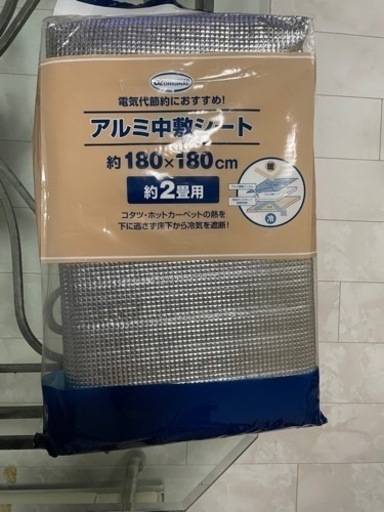 電気代節約におすすめ!
アルミ中敷シート
約180×180cm
約2畳用
コタツ・ホットカーペットの熱を
下に逃さず床下から冷気を遮断!
暖
冷